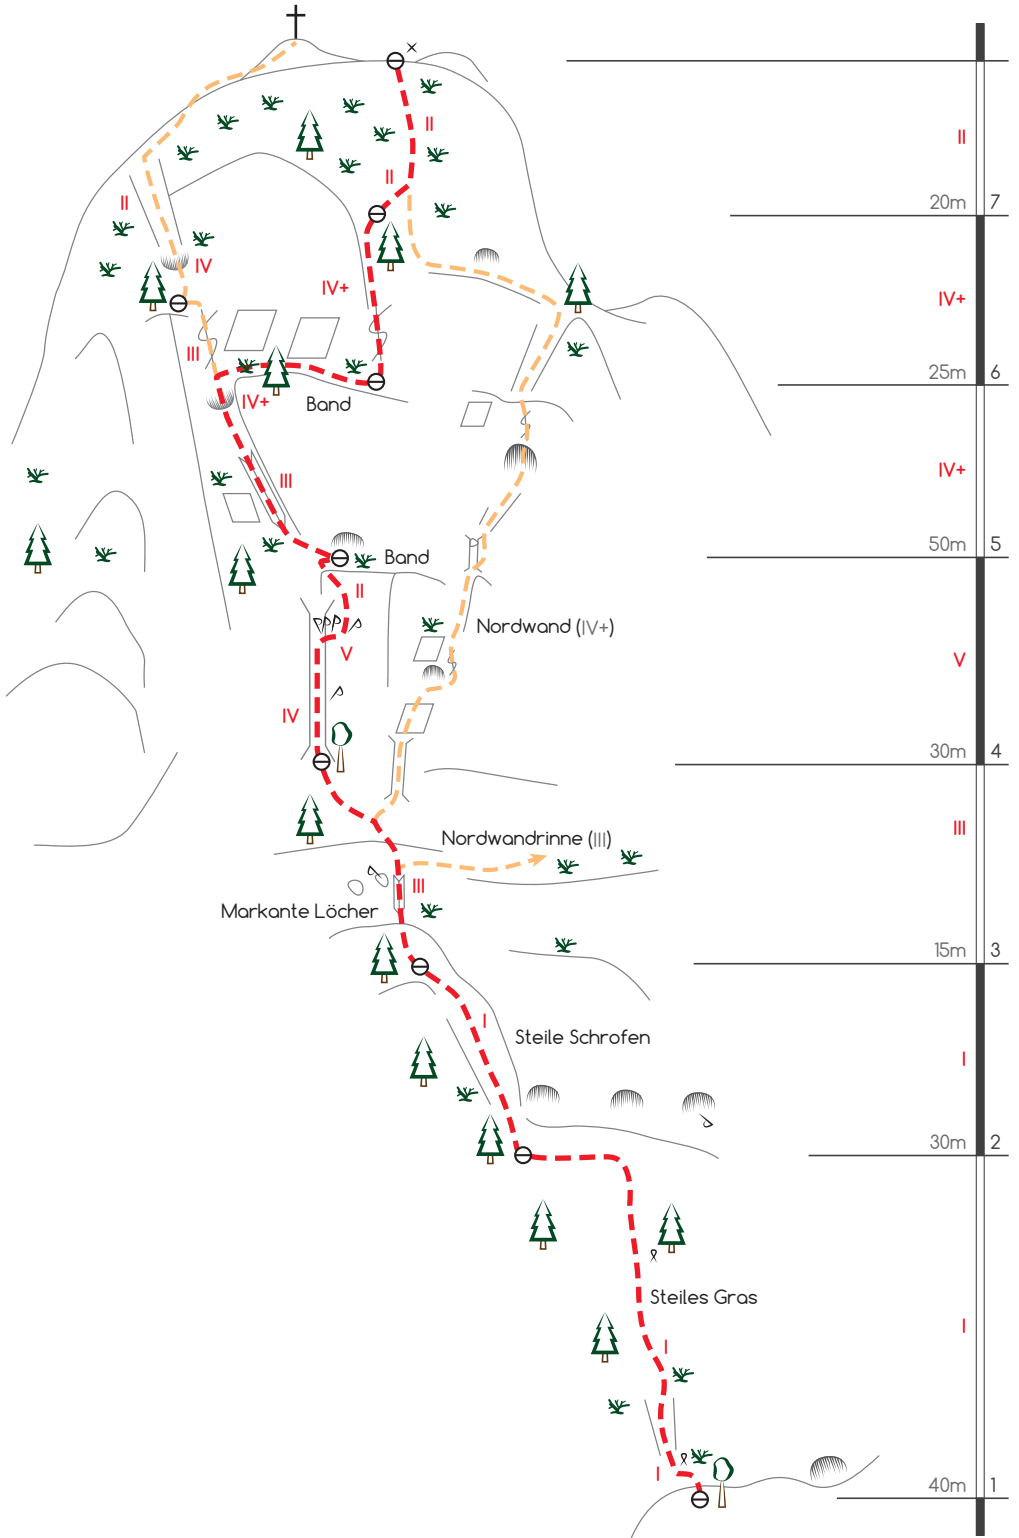 II
II
II
II
20m 7
IV
IV+
IV+
III
25m 6
IV+
Band
IV+
III
50m 5
Band
II
Nordwand (IV+)
V
V
IV
30m 4
III
Nordwandrinne (III)
III
Markante Löcher
15m 3
I
Steile Schrofen
I
30m 2
Steiles Gras
I
I
I
40m 1